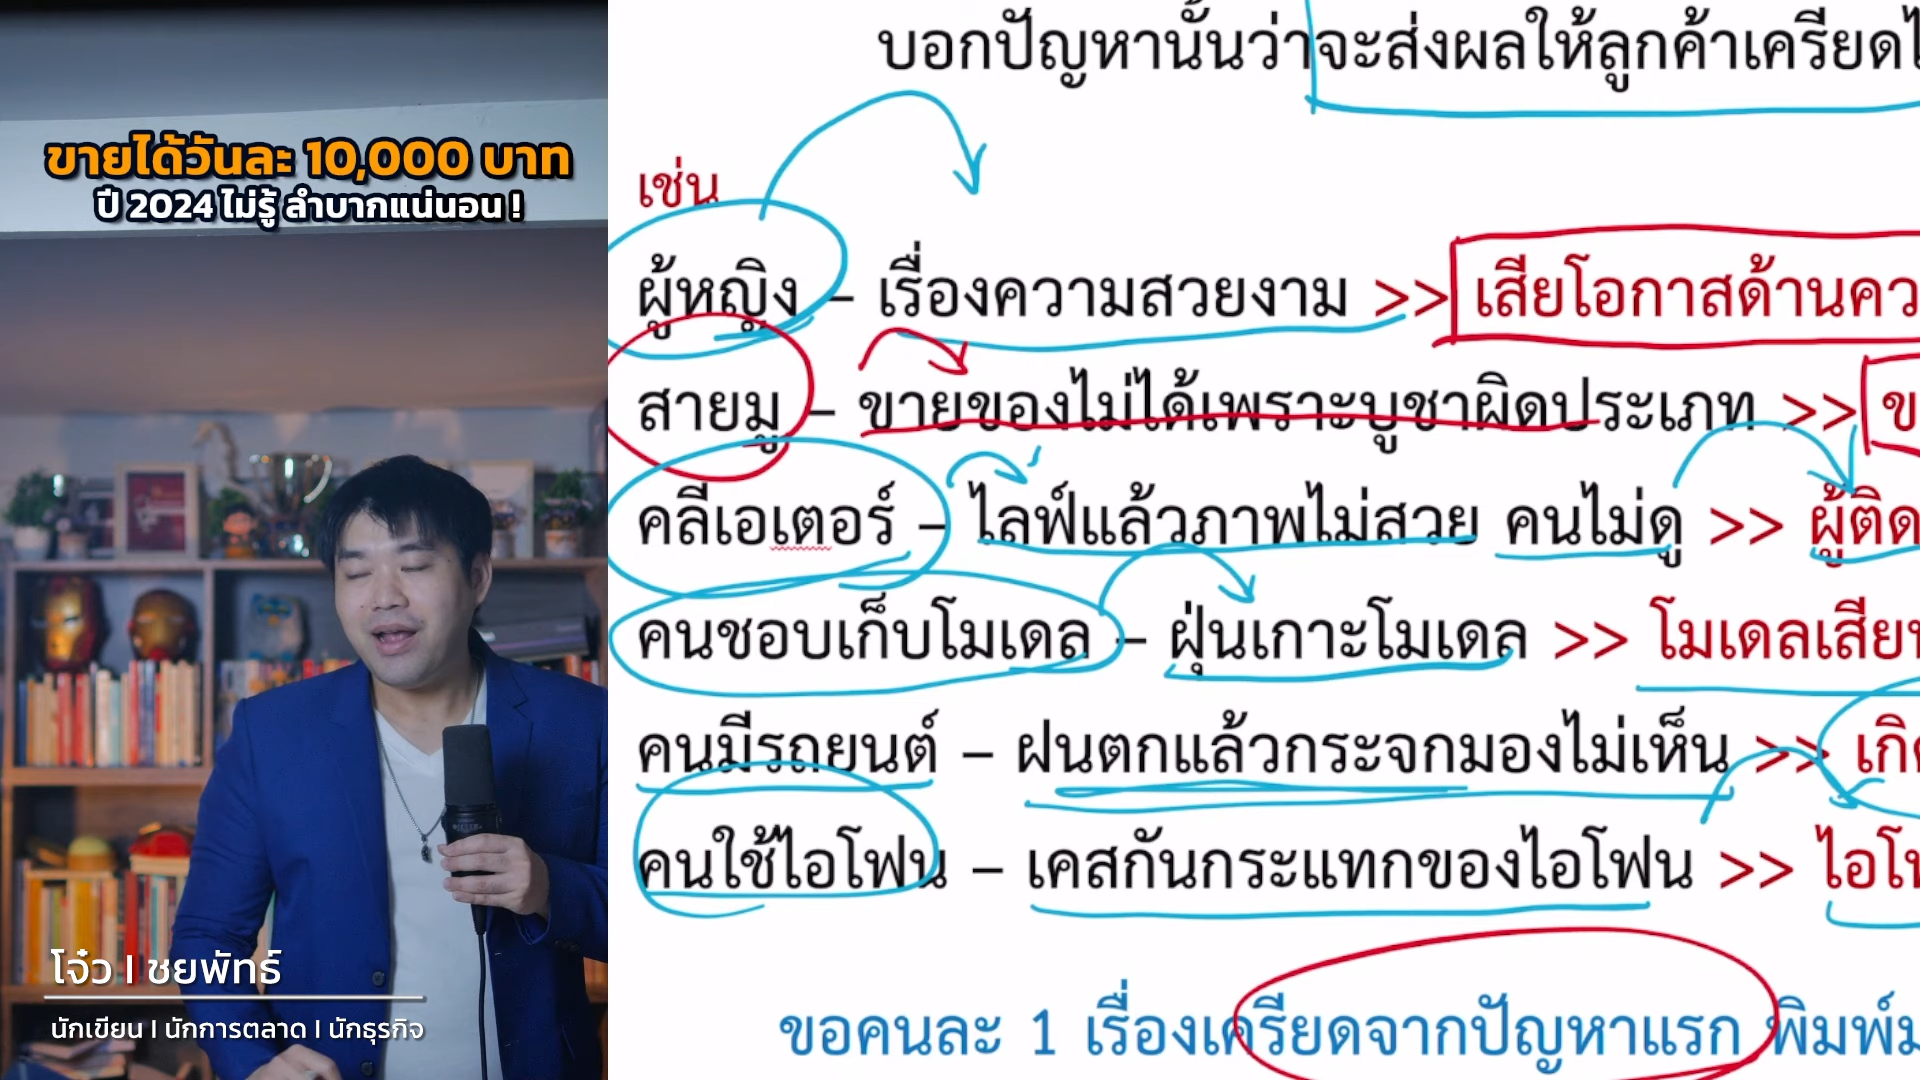 ขายได้วันละ 10,000 บาท
ปี 2024 ไม่รู้ ลำบากแน่นอน !
โจ๋ว I ชยพัทธ์
นักเขียน I นักการตลาด I นักธุรกิจ
บอกปัญหานั้นว่าจะส่งผลให้ลูกค้าเครียด
เช่น
ผู้หญิง – เรื่องความสวยงาม >> เสียโอกาสด้านคว
สายมู – ขายของไม่ได้เพราะบูชาผิดประเภท >> ข
คลีเอเตอร์ – ไลฟ์แล้วภาพไม่สวย คนไม่ดู >> ผู้ติด
คนชอบเก็บโมเดล – ฝุ่นเกาะโมเดล >> โมเดลเสีย
คนมีรถยนต์ – ฝนตกแล้วกระจกมองไม่เห็น >> เกิ
คนใช้ไอโฟน – เคสกันกระแทกของไอโฟน >> ไอโ
ขอคนละ 1 เรื่องเครียดจากปัญหาแรก พิมพ์